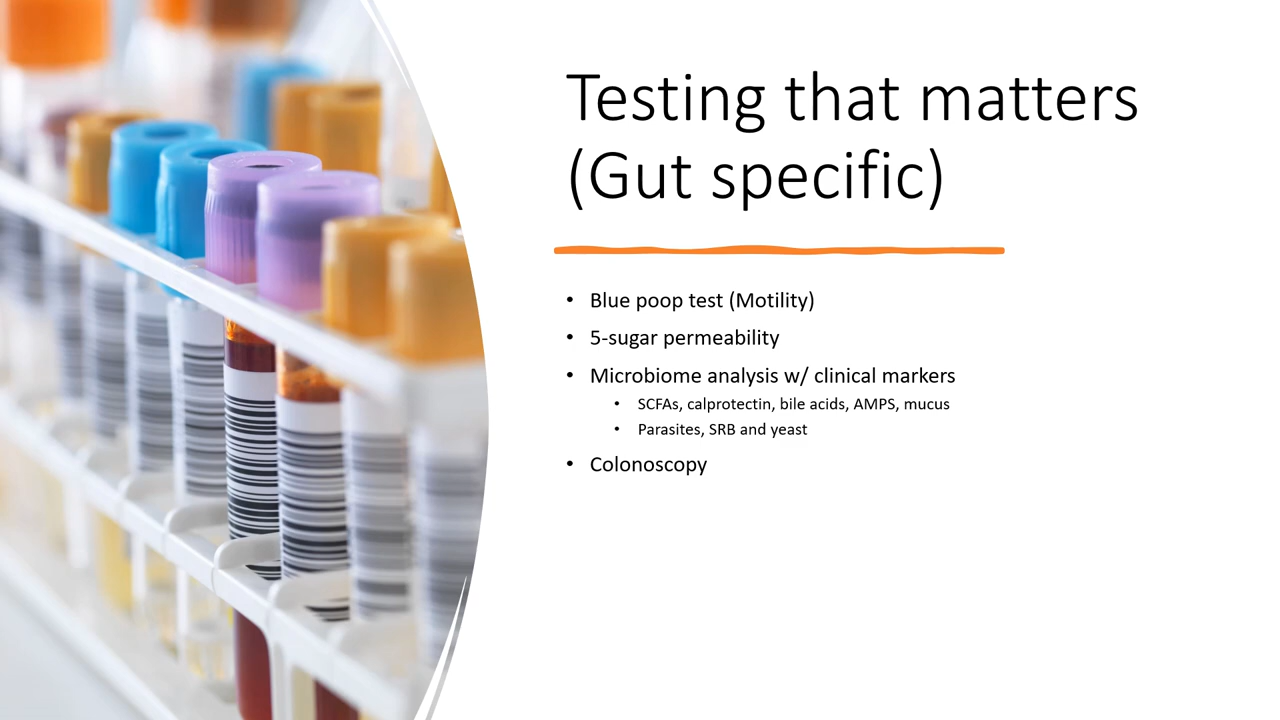 Testing that matters
(Gut specific)
• Blue poop test (Motility)
• 5-sugar permeability
• Microbiome analysis w/ clinical markers
• SCFAs, calprotectin, bile acids, AMPS, mucus
• Parasites, SRB and yeast
• Colonoscopy